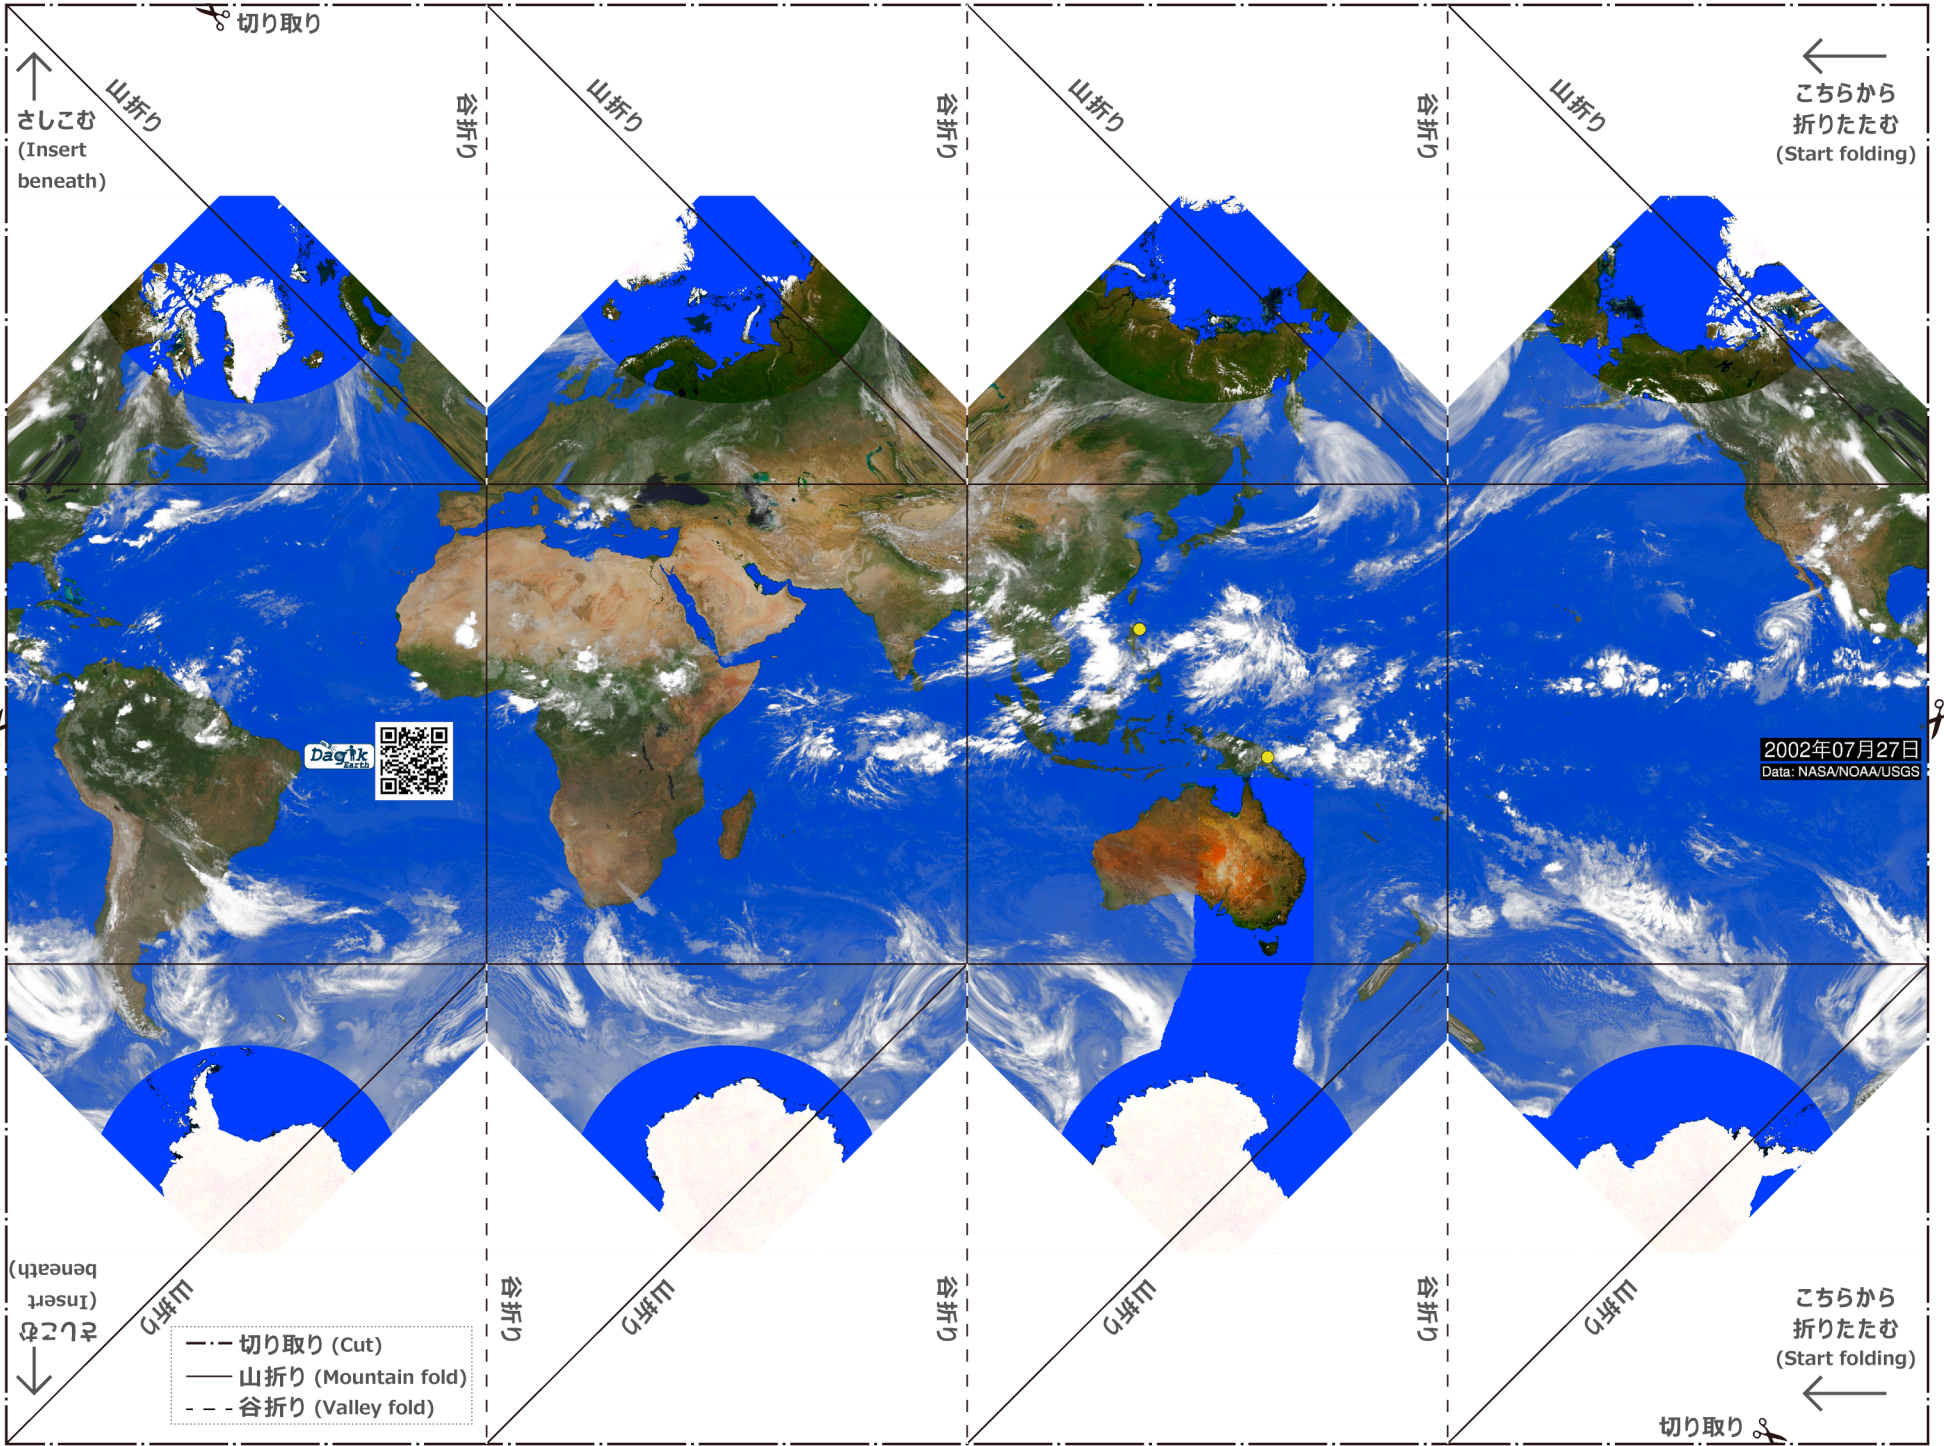 切り取り
山折り
谷折り
山折り
谷折り
山折り
谷折り
山折り
さしこむ
(Insert
beneath)
こちらから
折りたたむ
(Start folding)
Dagik
Earth
2002年07月27日
Data: NASA/NOAA/USGS
さしこむ
(Insert
beneath)
山折り
谷折り
山折り
谷折り
山折り
谷折り
山折り
こちらから
折りたたむ
(Start folding)
切り取り (Cut)
山折り (Mountain fold)
谷折り (Valley fold)
切り取り